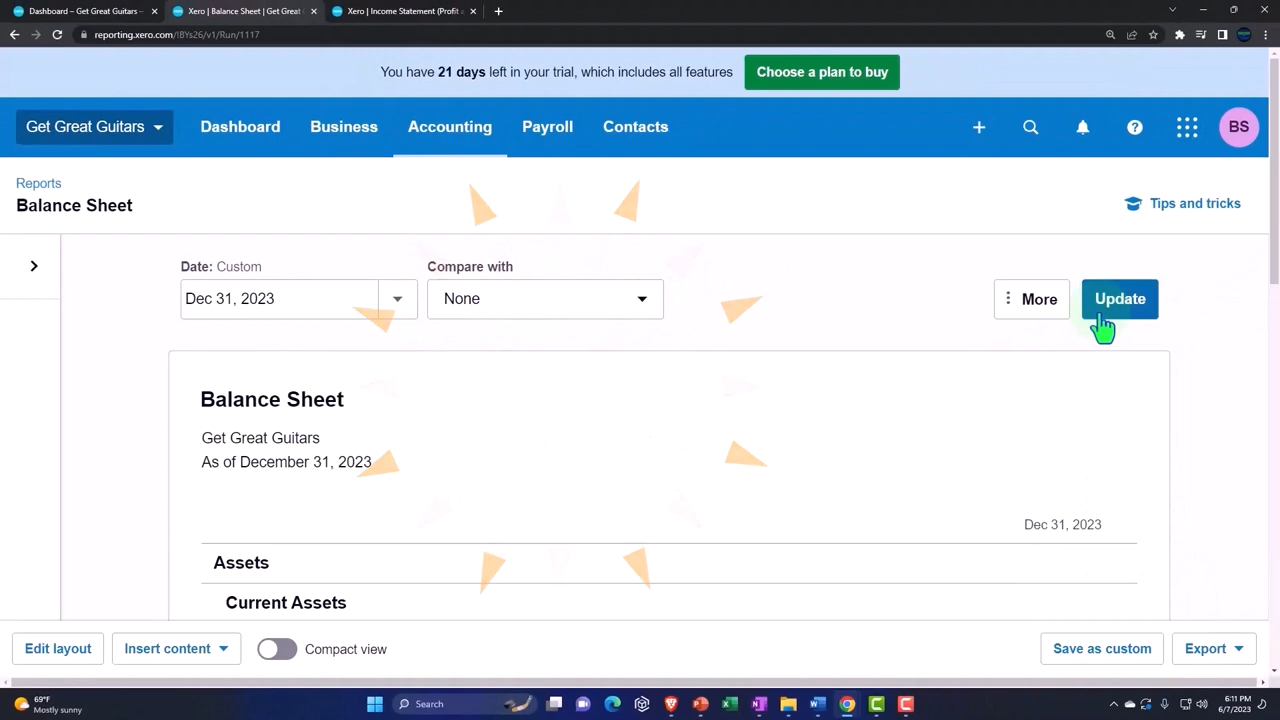 Dashboard – Get Great Guitars –
Xero | Balance Sheet | Get Great
Xero | Income Statement (Profit a
reporting.xero.com/!BYs26/v1/Run/1117
You have 21 days left in your trial, which includes all features
Choose a plan to buy
Get Great Guitars
Dashboard
Business
Accounting
Payroll
Contacts
BS
Reports
Balance Sheet
Tips and tricks
Date: Custom
Compare with
Dec 31, 2023
None
More
Update
Balance Sheet
Get Great Guitars
As of December 31, 2023
Dec 31, 2023
Assets
Current Assets
Edit layout
Insert content
Compact view
Save as custom
Export
69°F
Mostly sunny
Search
6:11 PM
6/7/2023